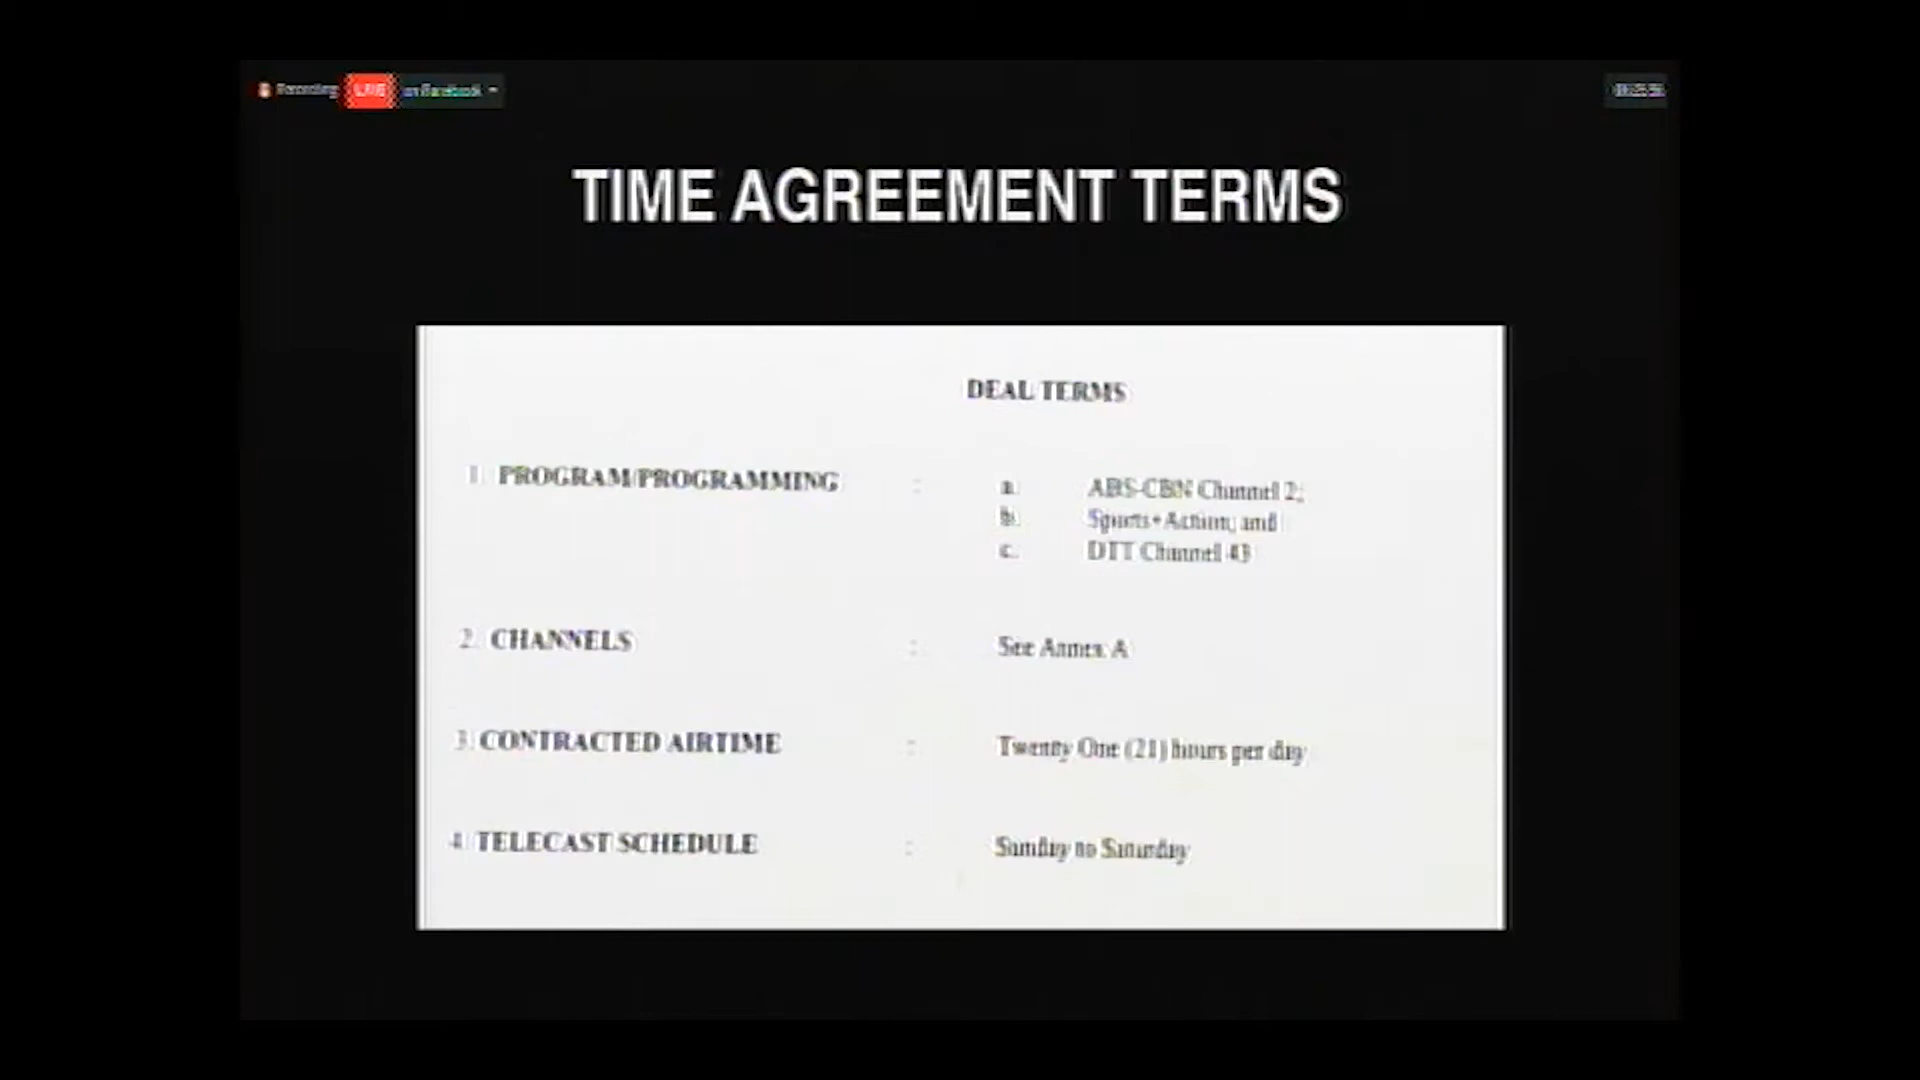 Recording LIVE on Facebook
TIME AGREEMENT TERMS
DEAL TERMS
1. PROGRAM/PROGRAMMING : a. ABS-CBN Channel 2;
b. Sports+Action; and
c. DTT Channel 43
2. CHANNELS : See Annex A
3. CONTRACTED AIRTIME : Twenty One (21) hours per day
4. TELECAST SCHEDULE : Sunday to Saturday